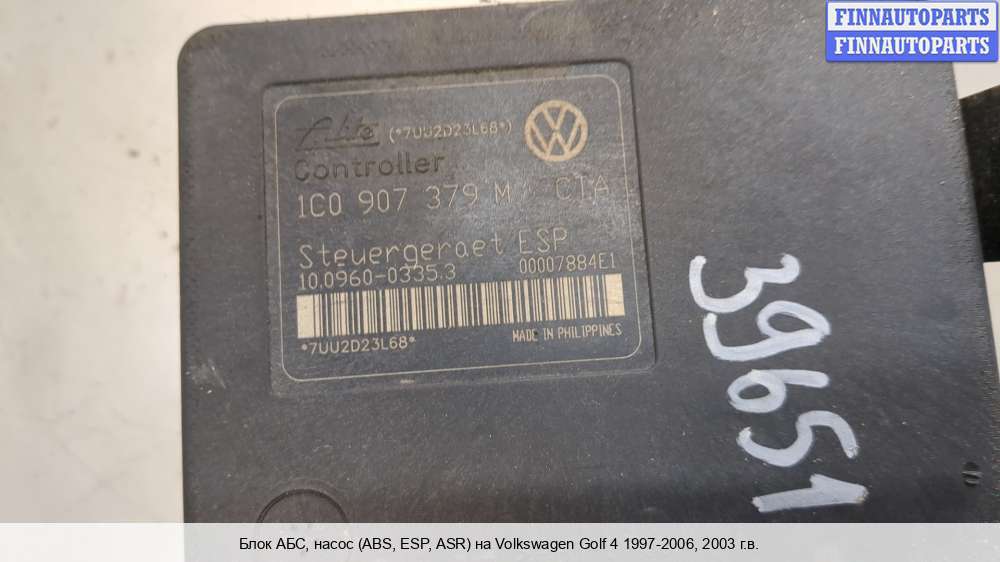 FINNAUTOPARTS
FINNAUTOPARTS
Ate (*7UU2D23L68*)
Controller
1C0 907 379 M CIA
Steuergeraet ESP
10.0960-0335.3 00007884E1
*7UU2D23L68* MADE IN PHILIPPINES
39651
Блок АБС, насос (ABS, ESP, ASR) на Volkswagen Golf 4 1997-2006, 2003 г.в.